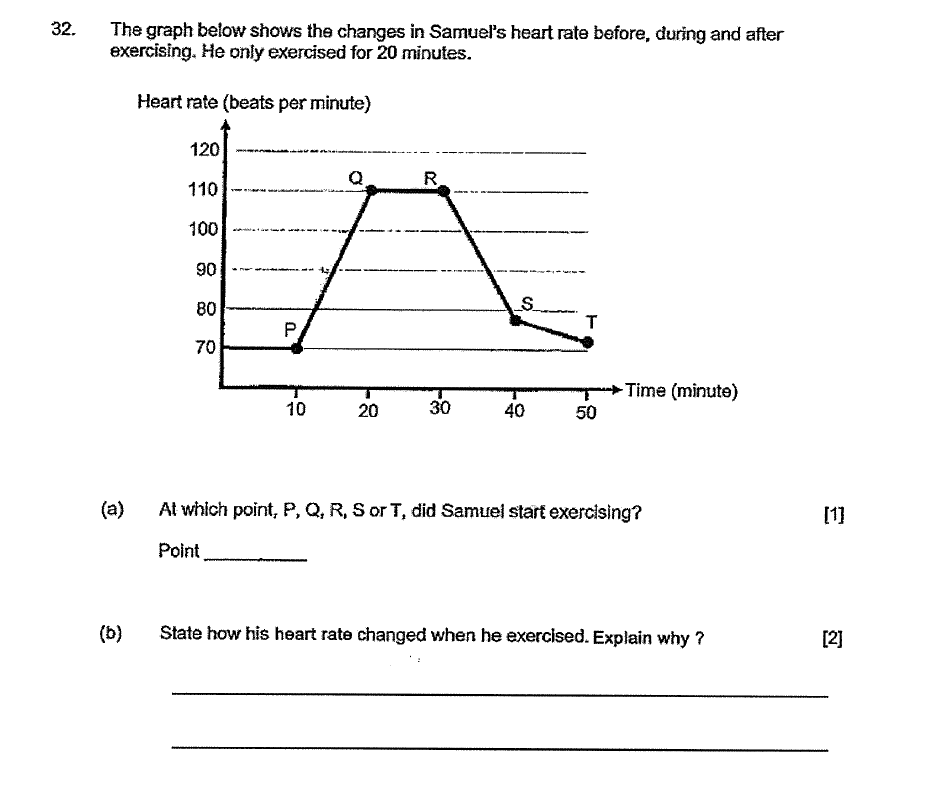 32. The graph below shows the changes in Samuel's heart rate before, during and after
exercising. He only exercised for 20 minutes.
Heart rate (beats per minute)
120
110
100
90
80
70
Q
R
P
S
T
10 20 30 40 50
Time (minute)
(a) At which point, P, Q, R, S or T, did Samuel start exercising? [1]
Point
(b) State how his heart rate changed when he exercised. Explain why ? [2]